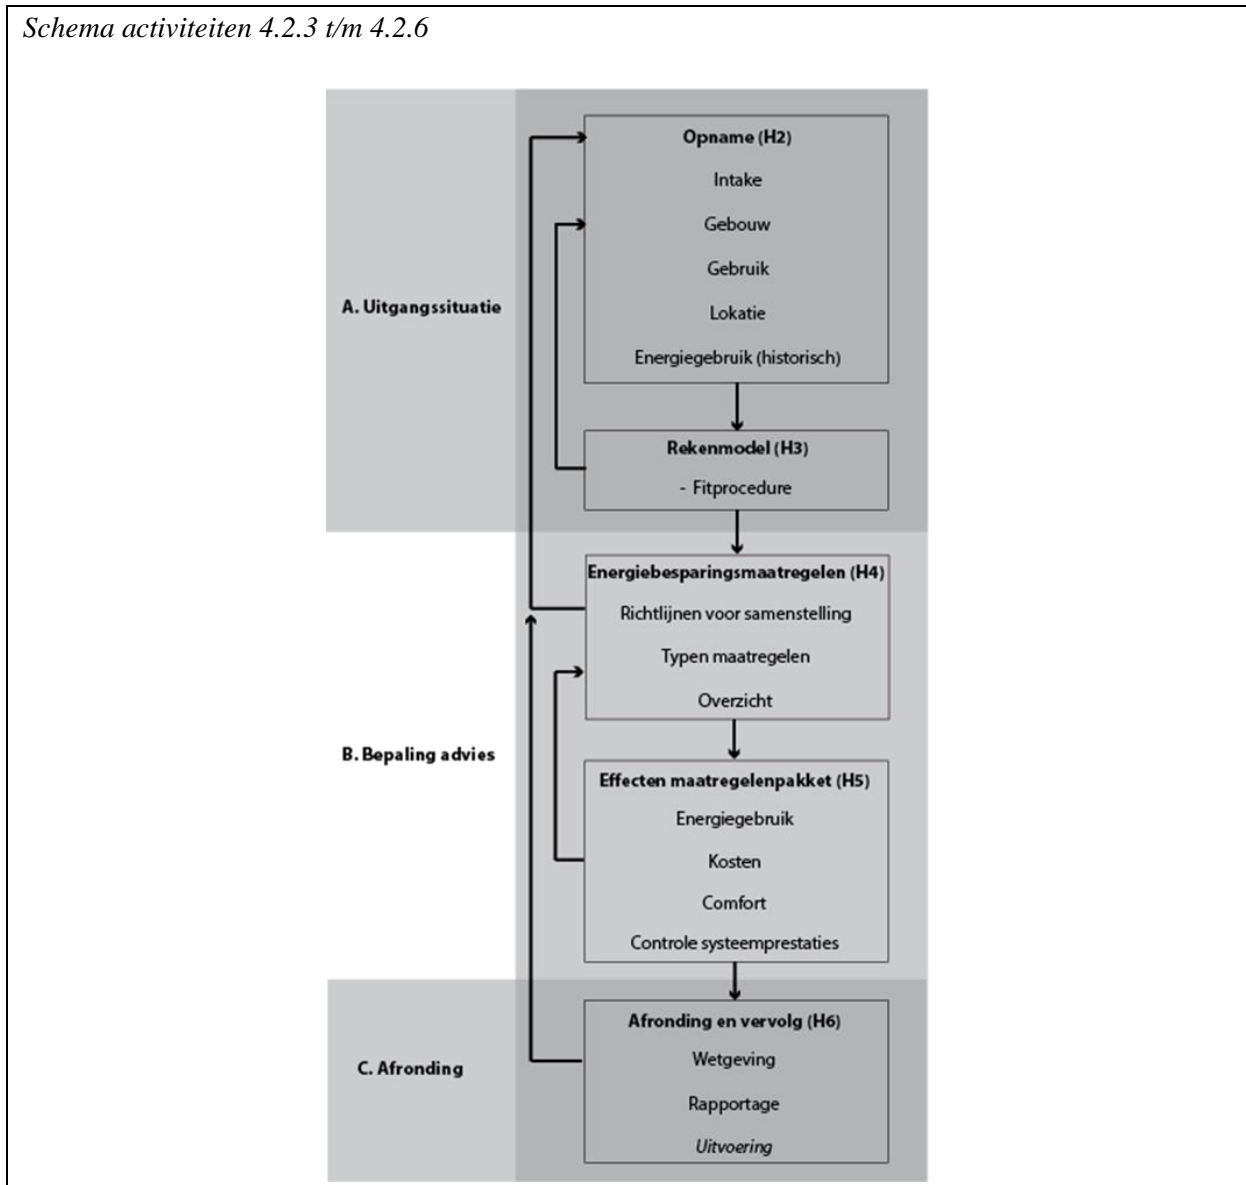 Schema activiteiten 4.2.3 t/m 4.2.6
A. Uitgangssituatie
Opname (H2)
Intake
Gebouw
Gebruik
Lokatie
Energiegebruik (historisch)
Rekenmodel (H3)
- Fitprocedure
B. Bepaling advies
Energiebesparingsmaatregelen (H4)
Richtlijnen voor samenstelling
Typen maatregelen
Overzicht
Effecten maatregelenpakket (H5)
Energiegebruik
Kosten
Comfort
Controle systeemprestaties
C. Afronding
Afronding en vervolg (H6)
Wetgeving
Rapportage
Uitvoering